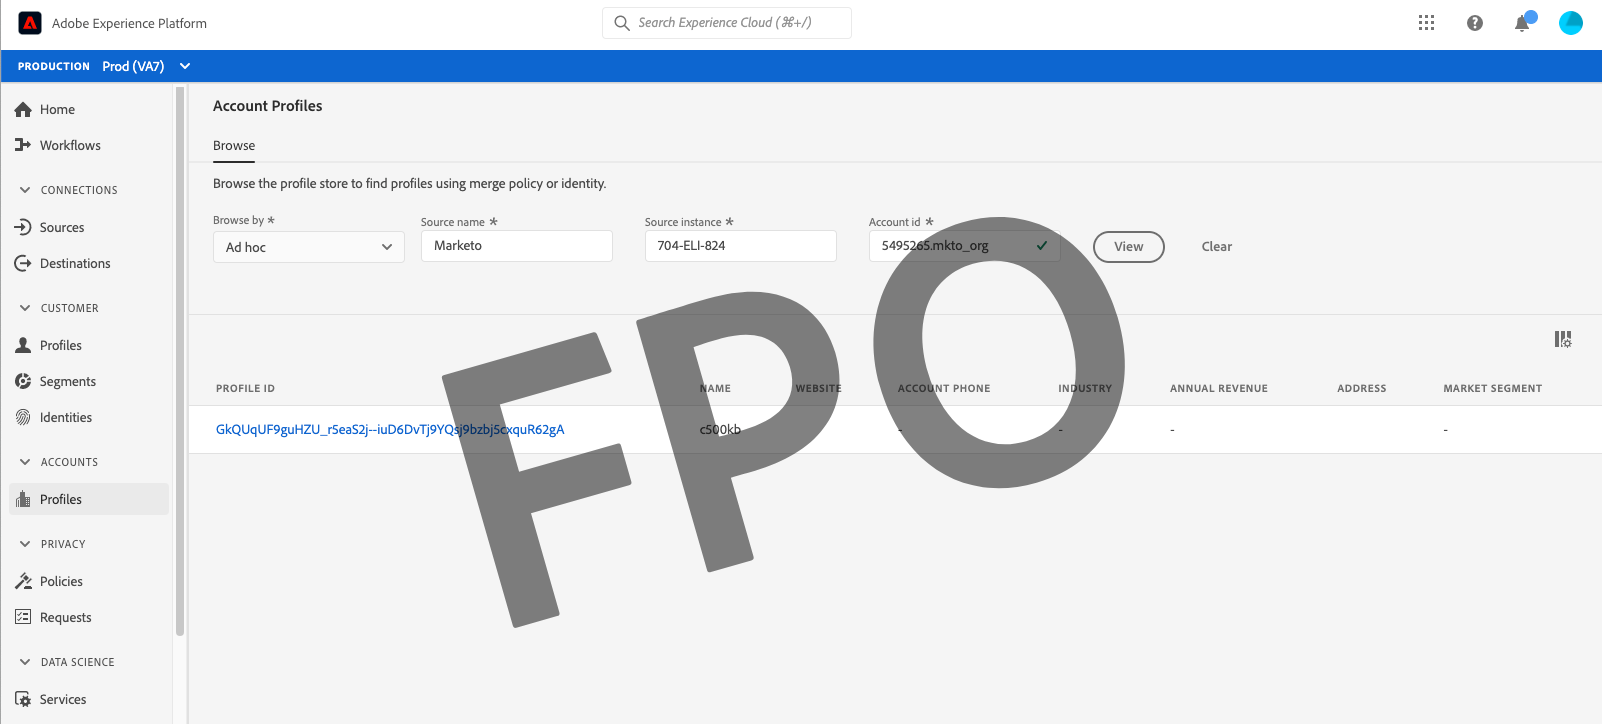 Adobe Experience Platform
Search Experience Cloud (⌘+/)
PRODUCTION Prod (VA7)
Home
Workflows
CONNECTIONS
Sources
Destinations
CUSTOMER
Profiles
Segments
Identities
ACCOUNTS
Profiles
PRIVACY
Policies
Requests
DATA SCIENCE
Services
Account Profiles
Browse
Browse the profile store to find profiles using merge policy or identity.
Browse by * Source name * Source instance * Account id *
Ad hoc Marketo 704-ELI-824 5495265.mkto_org View Clear
PROFILE ID NAME WEBSITE ACCOUNT PHONE INDUSTRY ANNUAL REVENUE ADDRESS MARKET SEGMENT
GkQUqUF9guHZU_r5eaS2j--iuD6DvTj9YQsj9bzbj5cxquR62gA c500kb - - - -
FPO